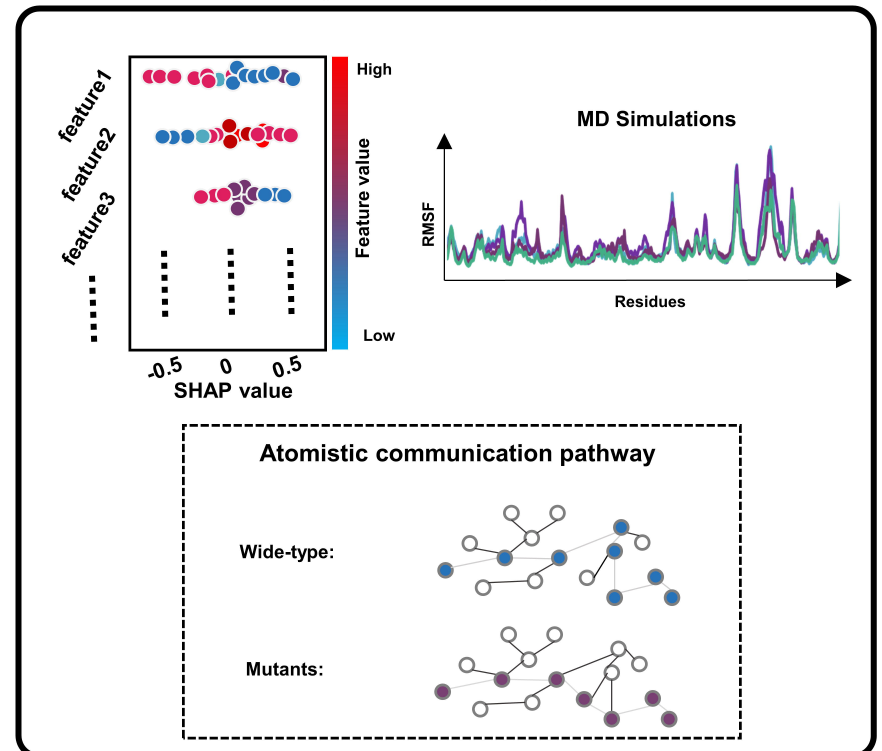 feature1
feature2
feature3
-0.5 0 0.5
SHAP value
High
Feature value
Low
MD Simulations
RMSF
Residues
Atomistic communication pathway
Wide-type:
Mutants: